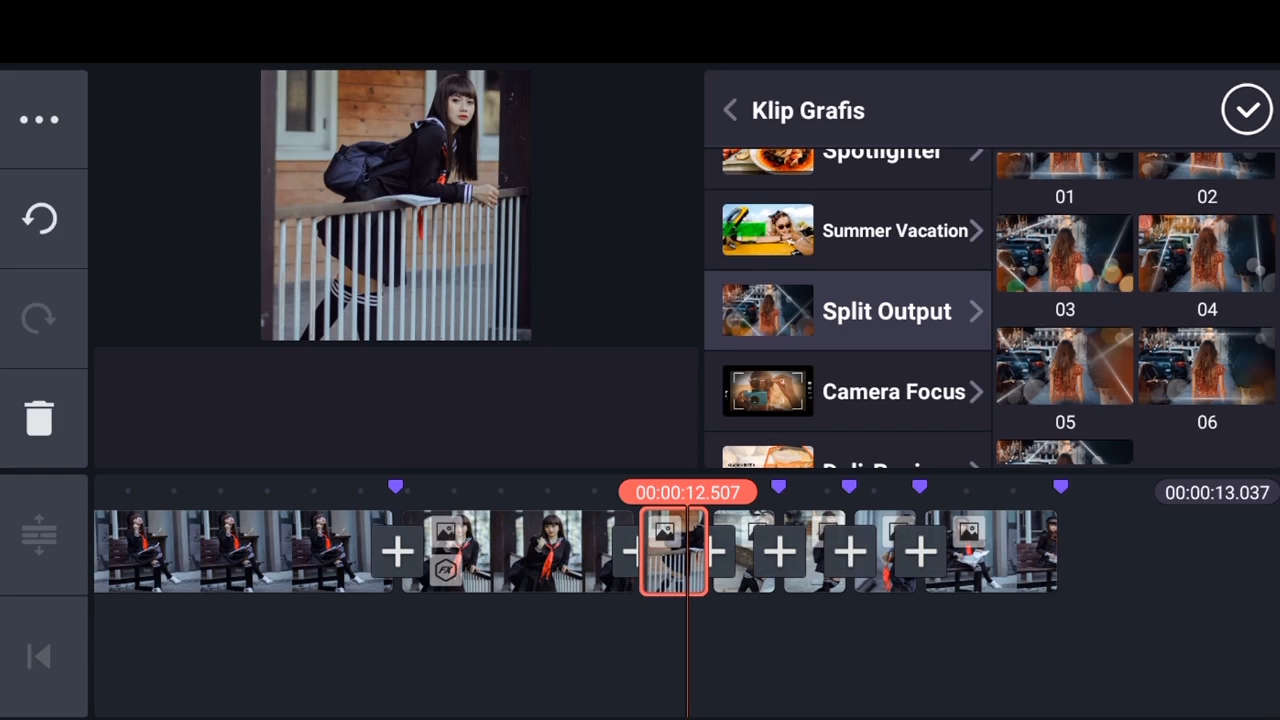 Klip Grafis
Spotlighter
Summer Vacation
Split Output
Camera Focus
01
02
03
04
05
06
00:00:12.507
00:00:13.037
FX